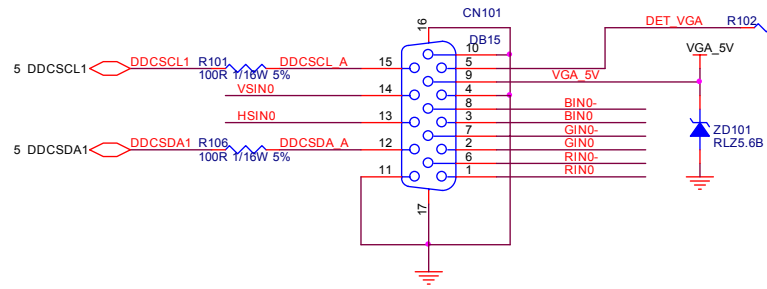 CN101
16
DET_VGA
R102
DB15
10
VGA_5V
5 DDCSCL1
DDCSCL1
R101
DDCSCL_A
15
5
100R 1/16W 5%
9
VGA_5V
VSIN0
14
4
8
BIN0-
HSIN0
13
3
BIN0
7
GIN0-
ZD101
5 DDCSDA1
DDCSDA1
R106
DDCSDA_A
12
2
GIN0
RLZ5.6B
100R 1/16W 5%
6
RIN0-
11
1
RIN0
17